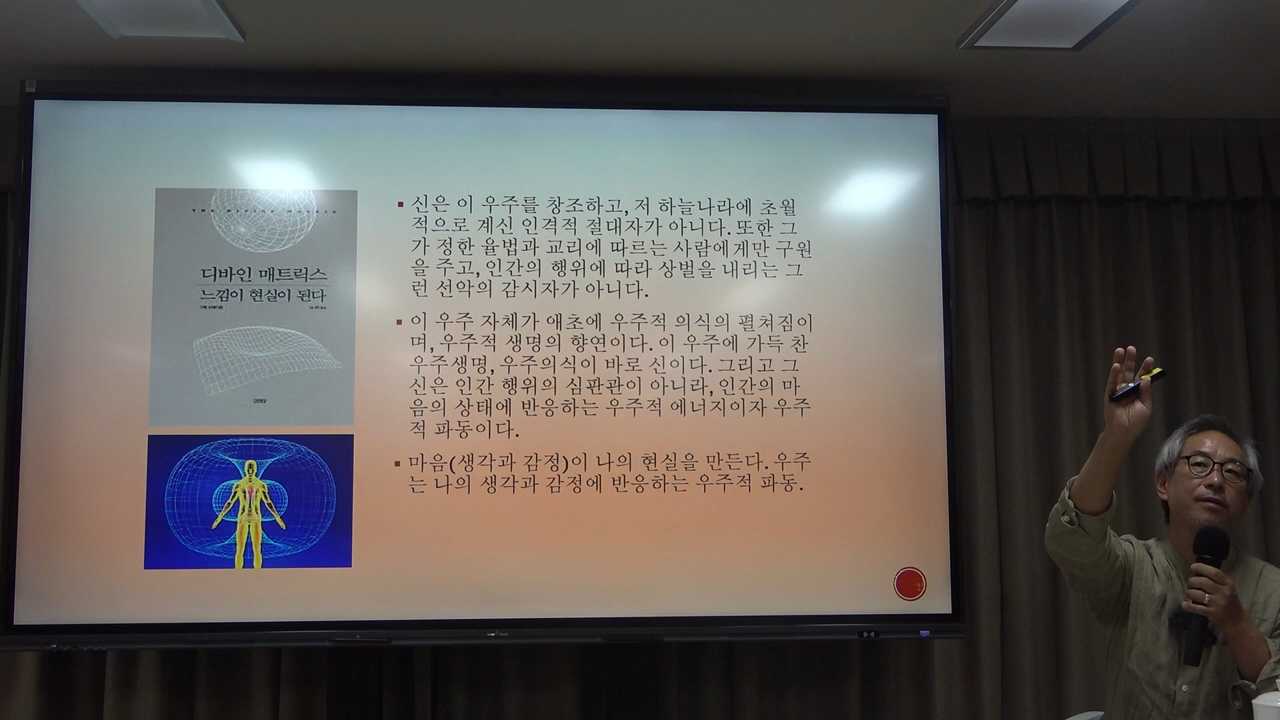 THE DIVINE MATRIX
디바인 매트릭스
느낌이 현실이 된다
신은 이 우주를 창조하고, 저 하늘나라에 초월
적으로 계신 인격적 절대자가 아니다. 또한 그
가 정한 율법과 교리에 따르는 사람에게만 구원
을 주고, 인간의 행위에 따라 상벌을 내리는 그
런 선악의 감시자가 아니다.
이 우주 자체가 애초에 우주적 의식의 펼쳐짐이
며, 우주적 생명의 향연이다. 이 우주에 가득 찬
우주생명, 우주의식이 바로 신이다. 그리고 그
신은 인간 행위의 심판관이 아니라, 인간의 마
음의 상태에 반응하는 우주적 에너지이자 우주
적 파동이다.
마음(생각과 감정)이 나의 현실을 만든다. 우주
는 나의 생각과 감정에 반응하는 우주적 파동.